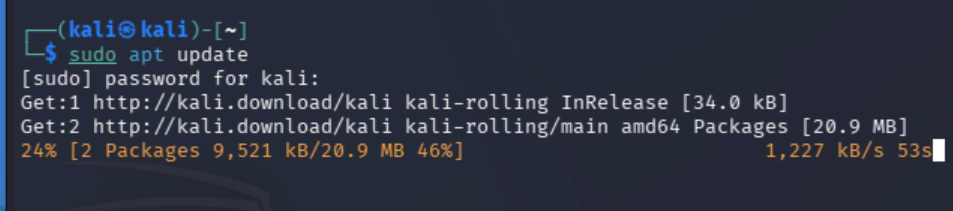 ┌──(kali㉿kali)-[~]
└─$ sudo apt update
[sudo] password for kali:
Get:1 http://kali.download/kali kali-rolling InRelease [34.0 kB]
Get:2 http://kali.download/kali kali-rolling/main amd64 Packages [20.9 MB]
24% [2 Packages 9,521 kB/20.9 MB 46%] 1,227 kB/s 53s